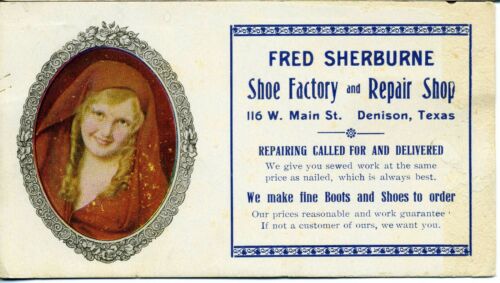 FRED SHERBURNE
Shoe Factory and Repair Shop
116 W. Main St. Denison, Texas
REPAIRING CALLED FOR AND DELIVERED
We give you sewed work at the same
price as nailed, which is always best.
We make fine Boots and Shoes to order
Our prices reasonable and work guarantee
If not a customer of ours, we want you.